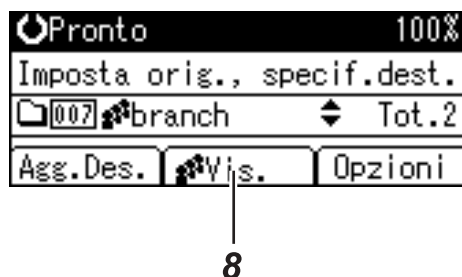 Pronto 100%
Imposta orig., specif.dest.
007 branch Tot.2
Agg.Des. Vis. Opzioni
8